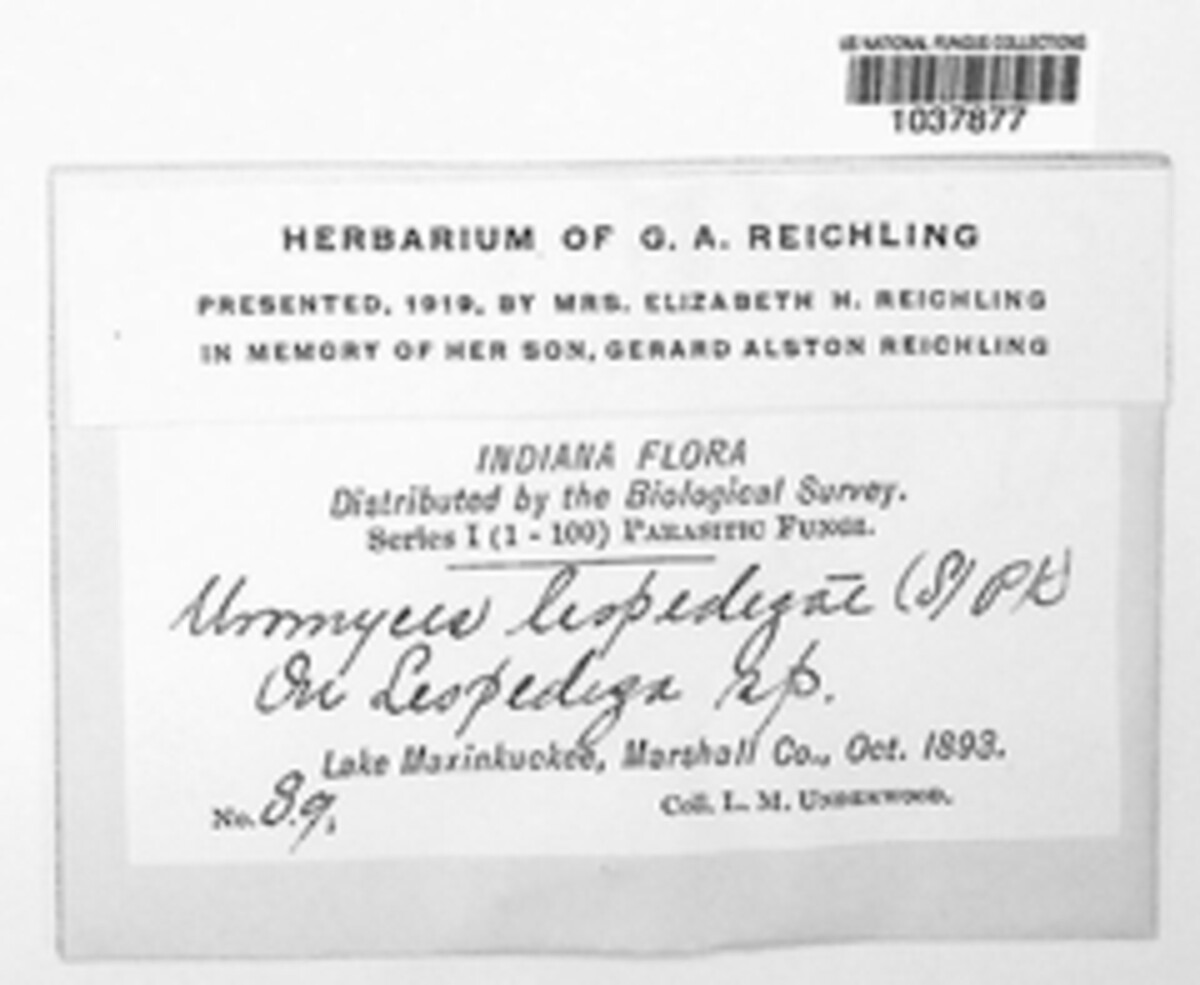 US NATIONAL FUNGUS COLLECTIONS
1037877
HERBARIUM OF G. A. REICHLING
PRESENTED, 1919, BY MRS. ELIZABETH H. REICHLING
IN MEMORY OF HER SON, GERARD ALSTON REICHLING
INDIANA FLORA
Distributed by the Biological Survey.
Series I (1 - 100) PARASITIC FUNGI.
Uromyces lespedezae (S) Pk
On Lespedeza sp.
Lake Maxinkuckee, Marshall Co., Oct. 1893.
No. 89,
Coll. L. M. UNDERWOOD.